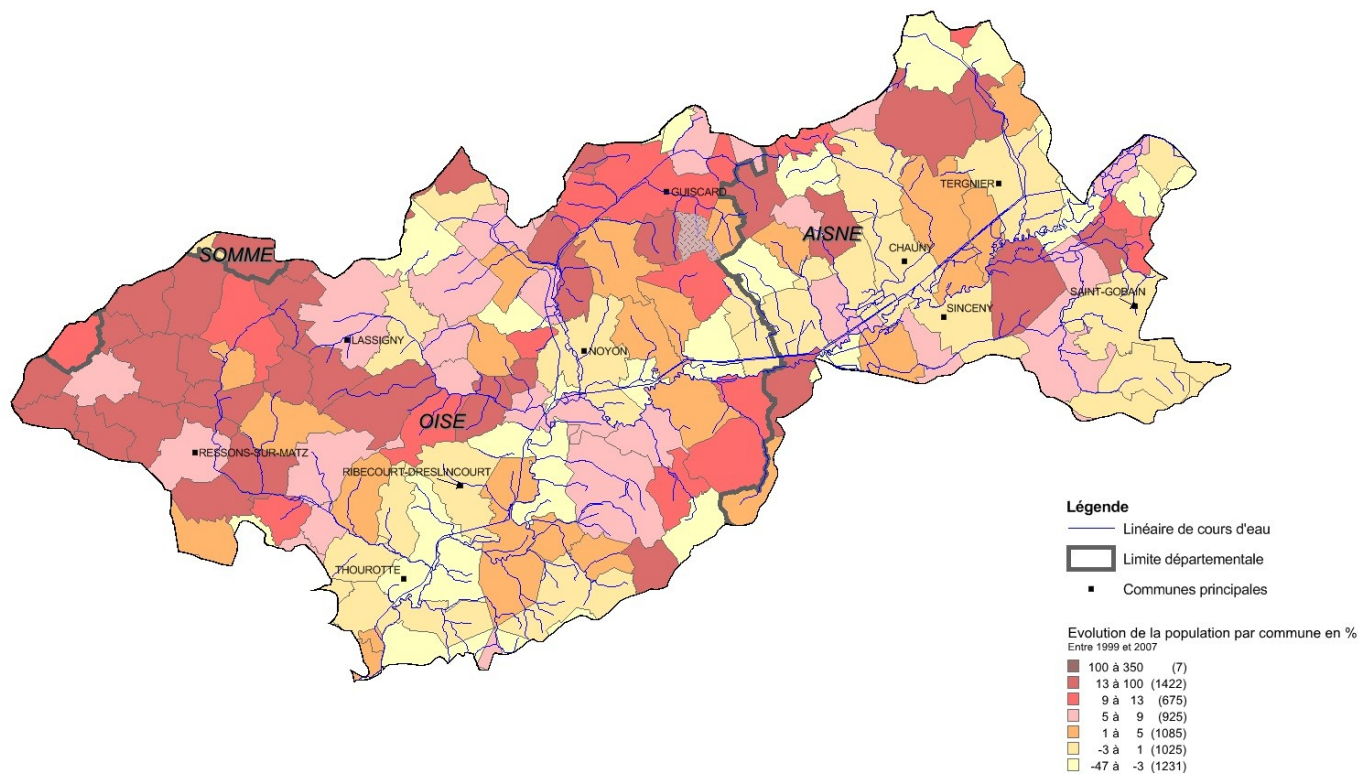 GUISCARD
TERGNIER
SOMME
AISNE
CHAUNY
SAINT-GOBAIN
SINCENY
LASSIGNY
NOYON
OISE
RESSONS-SUR-MATZ
RIBECOURT-DRESLINCOURT
THOUROTTE
Légende
Linéaire de cours d'eau
Limite départementale
Communes principales
Evolution de la population par commune en %
Entre 1999 et 2007
100 à 350 (7)
13 à 100 (1422)
9 à 13 (675)
5 à 9 (925)
1 à 5 (1085)
-3 à 1 (1025)
-47 à -3 (1231)